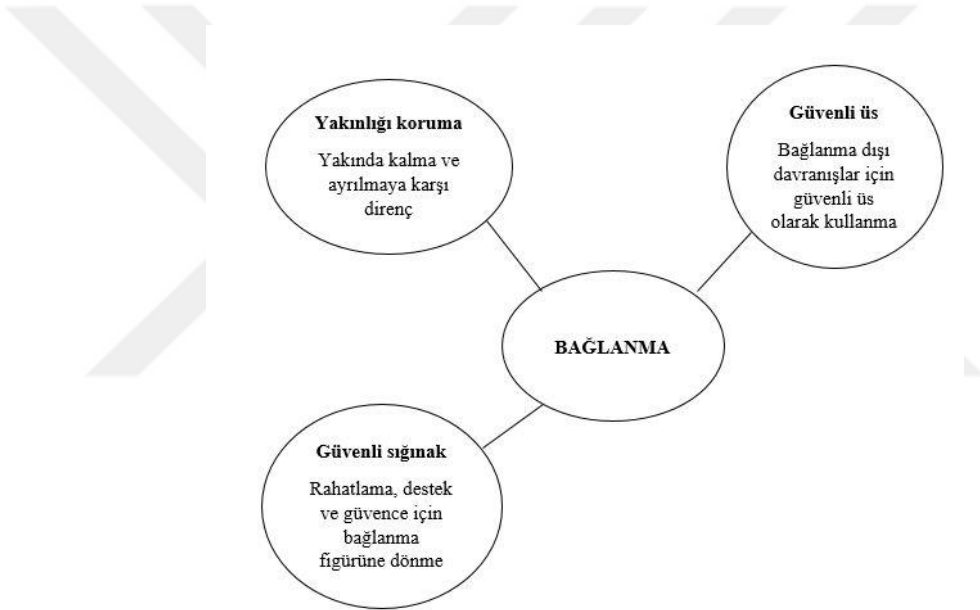 Yakınlığı koruma
Yakında kalma ve
ayrılmaya karşı
direnç
Güvenli üs
Bağlanma dışı
davranışlar için
güvenli üs
olarak kullanma
BAĞLANMA
Güvenli sığınak
Rahatlama, destek
ve güvence için
bağlanma
figürüne dönme